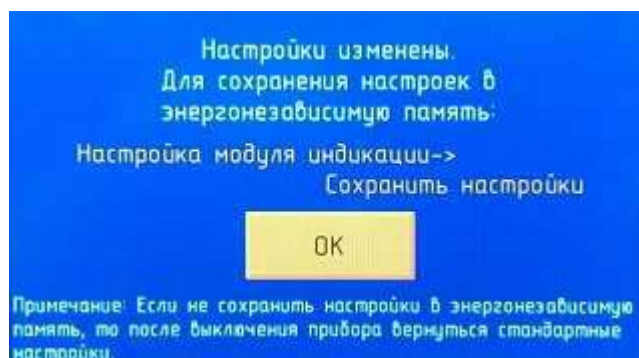 Настройки изменены.
Для сохранения настроек в
энергонезависимую память:
Настройка модуля индикации->
Сохранить настройки
OK
Примечание: Если не сохранить настройки в энергонезависимую
память, то после выключения прибора вернуться стандартные
настройки.